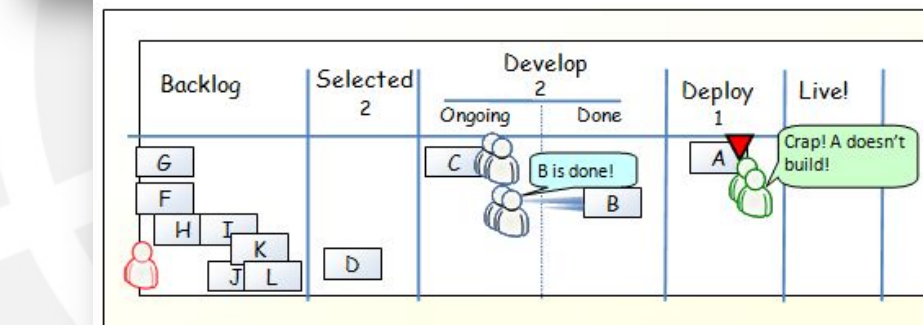 Backlog
Selected
2
Develop
2
Ongoing
Done
Deploy
1
Live!
G
F
H
I
K
J
L
D
C
B is done!
B
A
Crap! A doesn't
build!